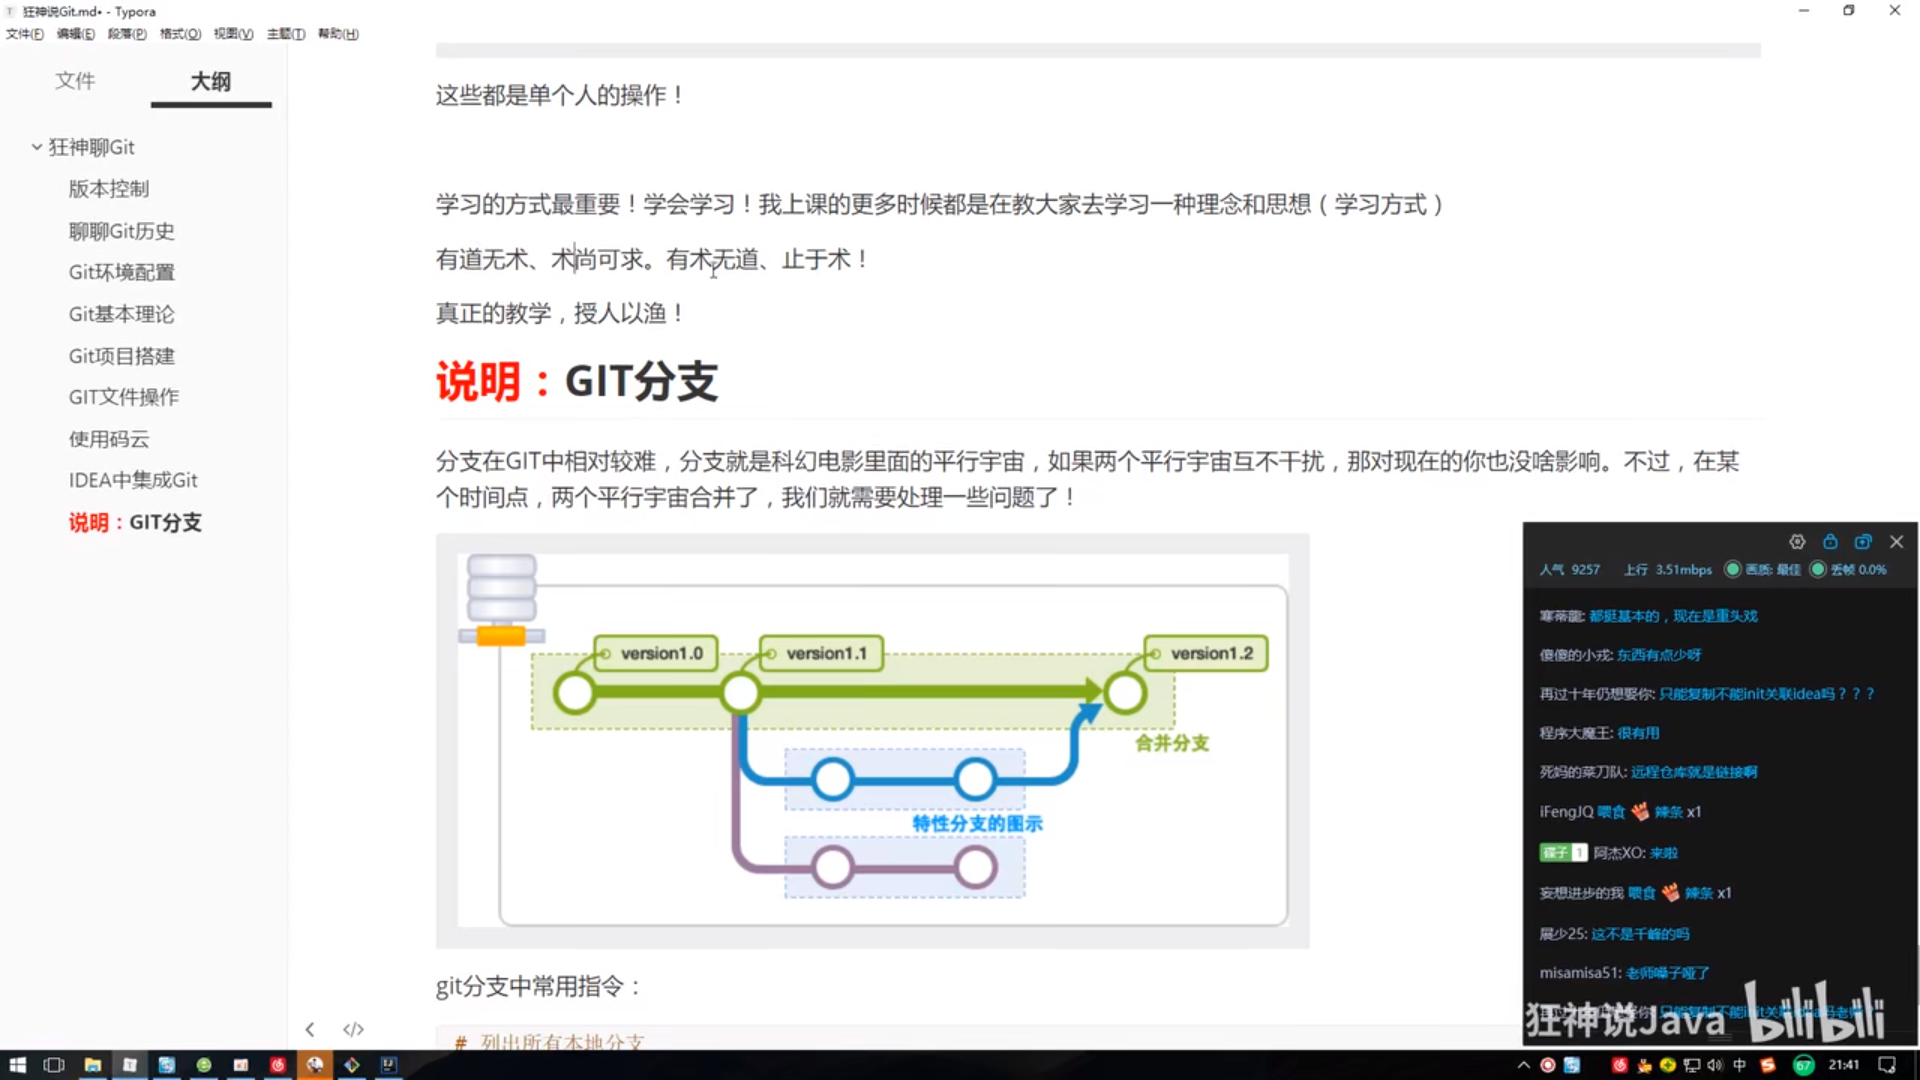 狂神说Git.md• - Typora
文件(F) 编辑(E) 段落(P) 格式(O) 视图(V) 主题(T) 帮助(H)
文件 大纲
狂神聊Git
版本控制
聊聊Git历史
Git环境配置
Git基本理论
Git项目搭建
GIT文件操作
使用码云
IDEA中集成Git
说明：GIT分支
这些都是单个人的操作！
学习的方式最重要！学会学习！我上课的更多时候都是在教大家去学习一种理念和思想（学习方式）
有道无术、术尚可求。有术无道、止于术！
真正的教学，授人以渔！
说明：GIT分支
分支在GIT中相对较难，分支就是科幻电影里面的平行宇宙，如果两个平行宇宙互不干扰，那对现在的你也没啥影响。不过，在某
个时间点，两个平行宇宙合并了，我们就需要处理一些问题了！
version1.0
version1.1
version1.2
合并分支
特性分支的图示
git分支中常用指令：
# 列出所有本地分支
人气 9257 上行 3.51mbps 画质: 最佳 丢帧 0.0%
寒蒂龍: 都挺基本的，现在是重头戏
傻傻的小戎: 东西有点少呀
再过十年仍想娶你: 只能复制不能init关联idea吗？？？
程序大魔王: 很有用
死妈的菜刀队: 远程仓库就是链接啊
iFengJQ 喂食 辣条 x1
碟子 1 阿杰XO: 来啦
妄想进步的我 喂食 辣条 x1
展少25: 这不是千峰的吗
misamisa51: 老师嗓子哑了
狂神说Java bilibili
中 67 21:41